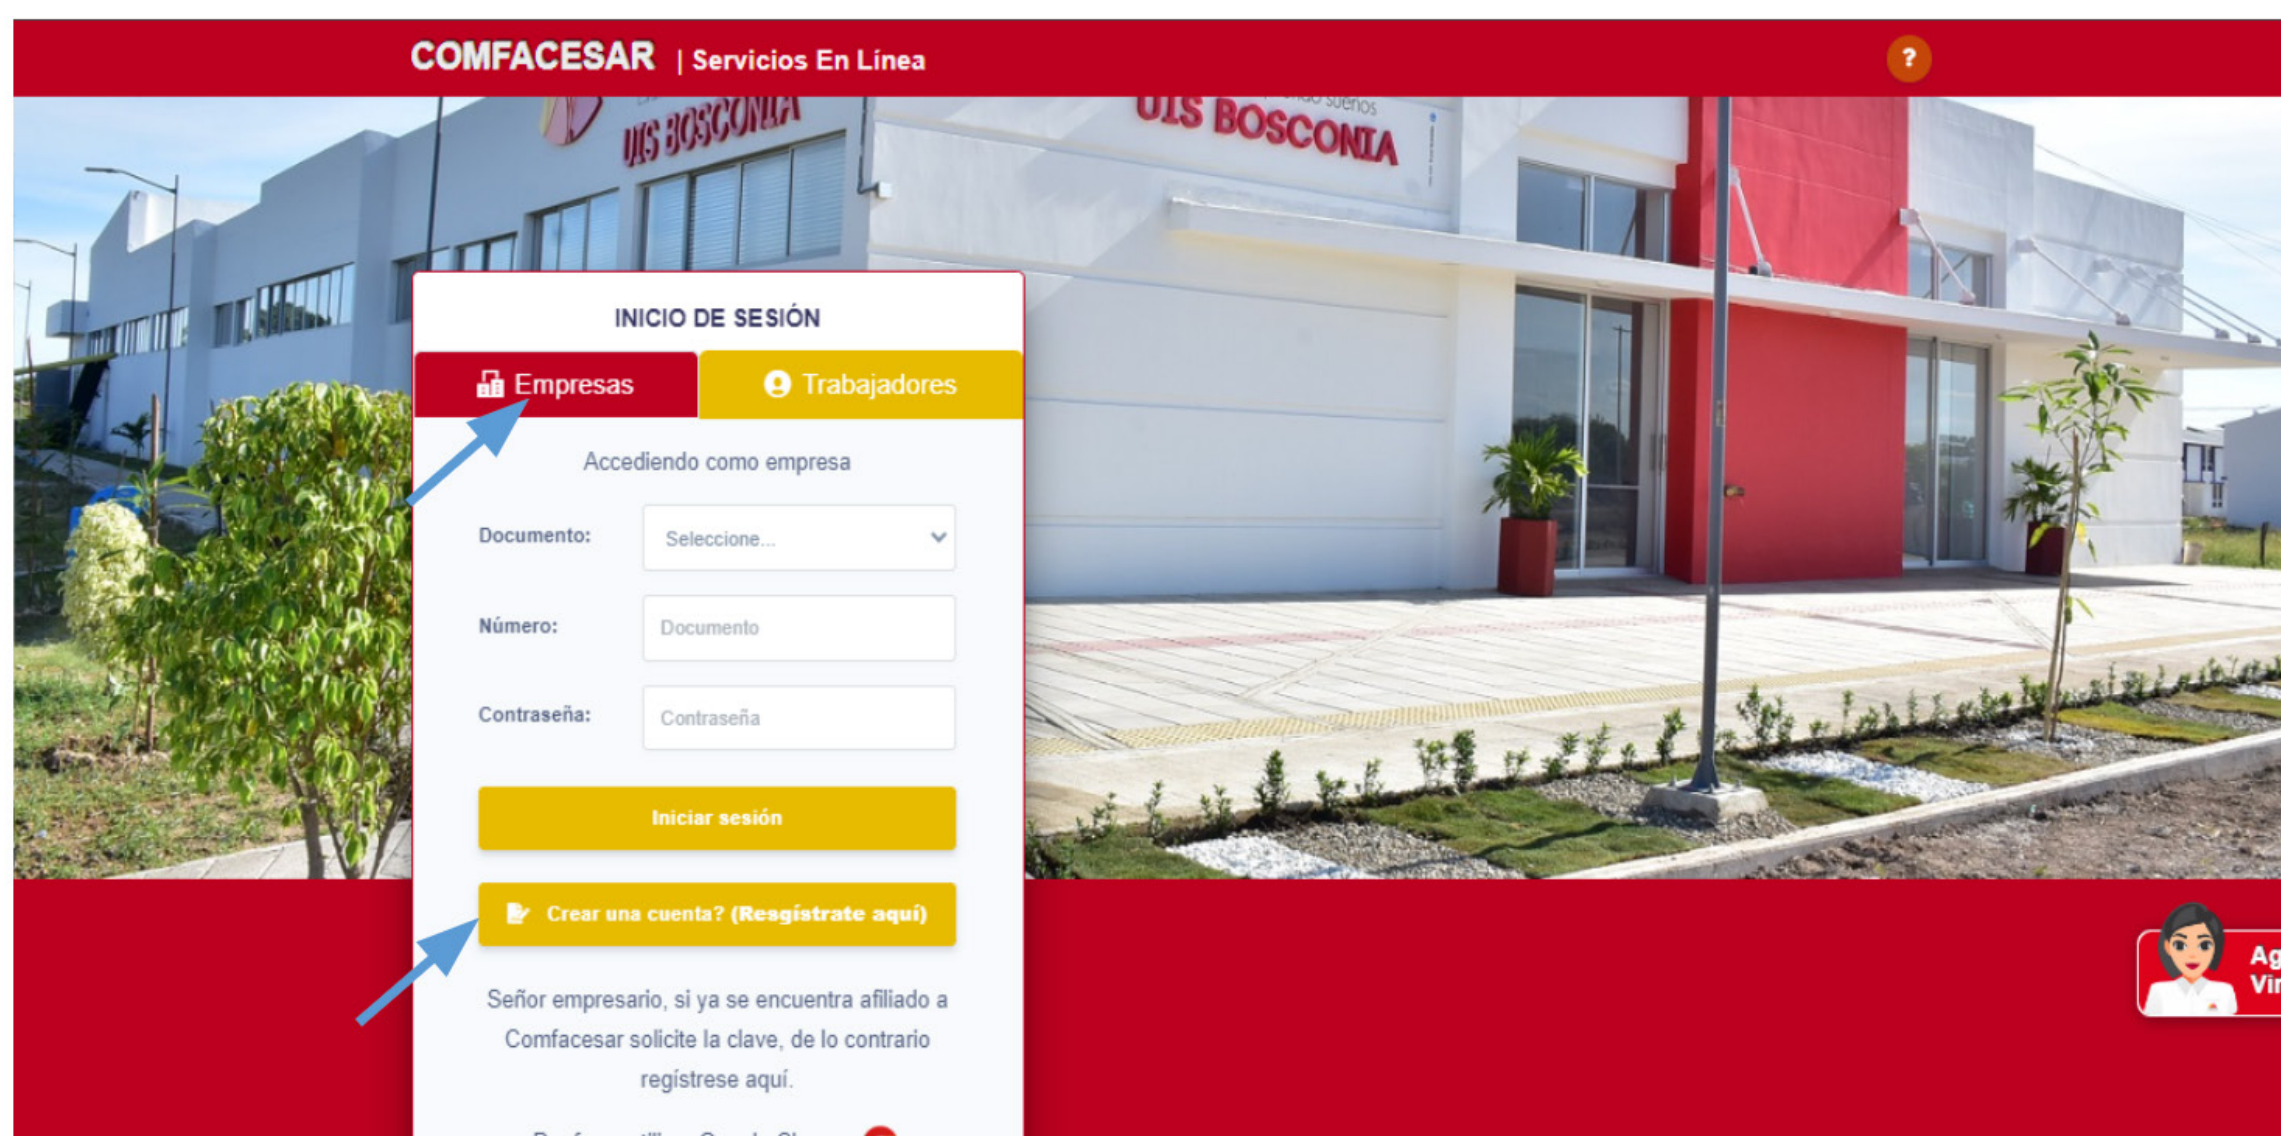 COMFACESAR | Servicios En Línea
?
UIS BOSCONIA
sueños
UIS BOSCONIA
INICIO DE SESIÓN
Empresas
Trabajadores
Accediendo como empresa
Documento: Seleccione...
Número: Documento
Contraseña: Contraseña
Iniciar sesión
Crear una cuenta? (Resgístrate aquí)
Señor empresario, si ya se encuentra afiliado a
Comfacesar solicite la clave, de lo contrario
regístrese aquí.